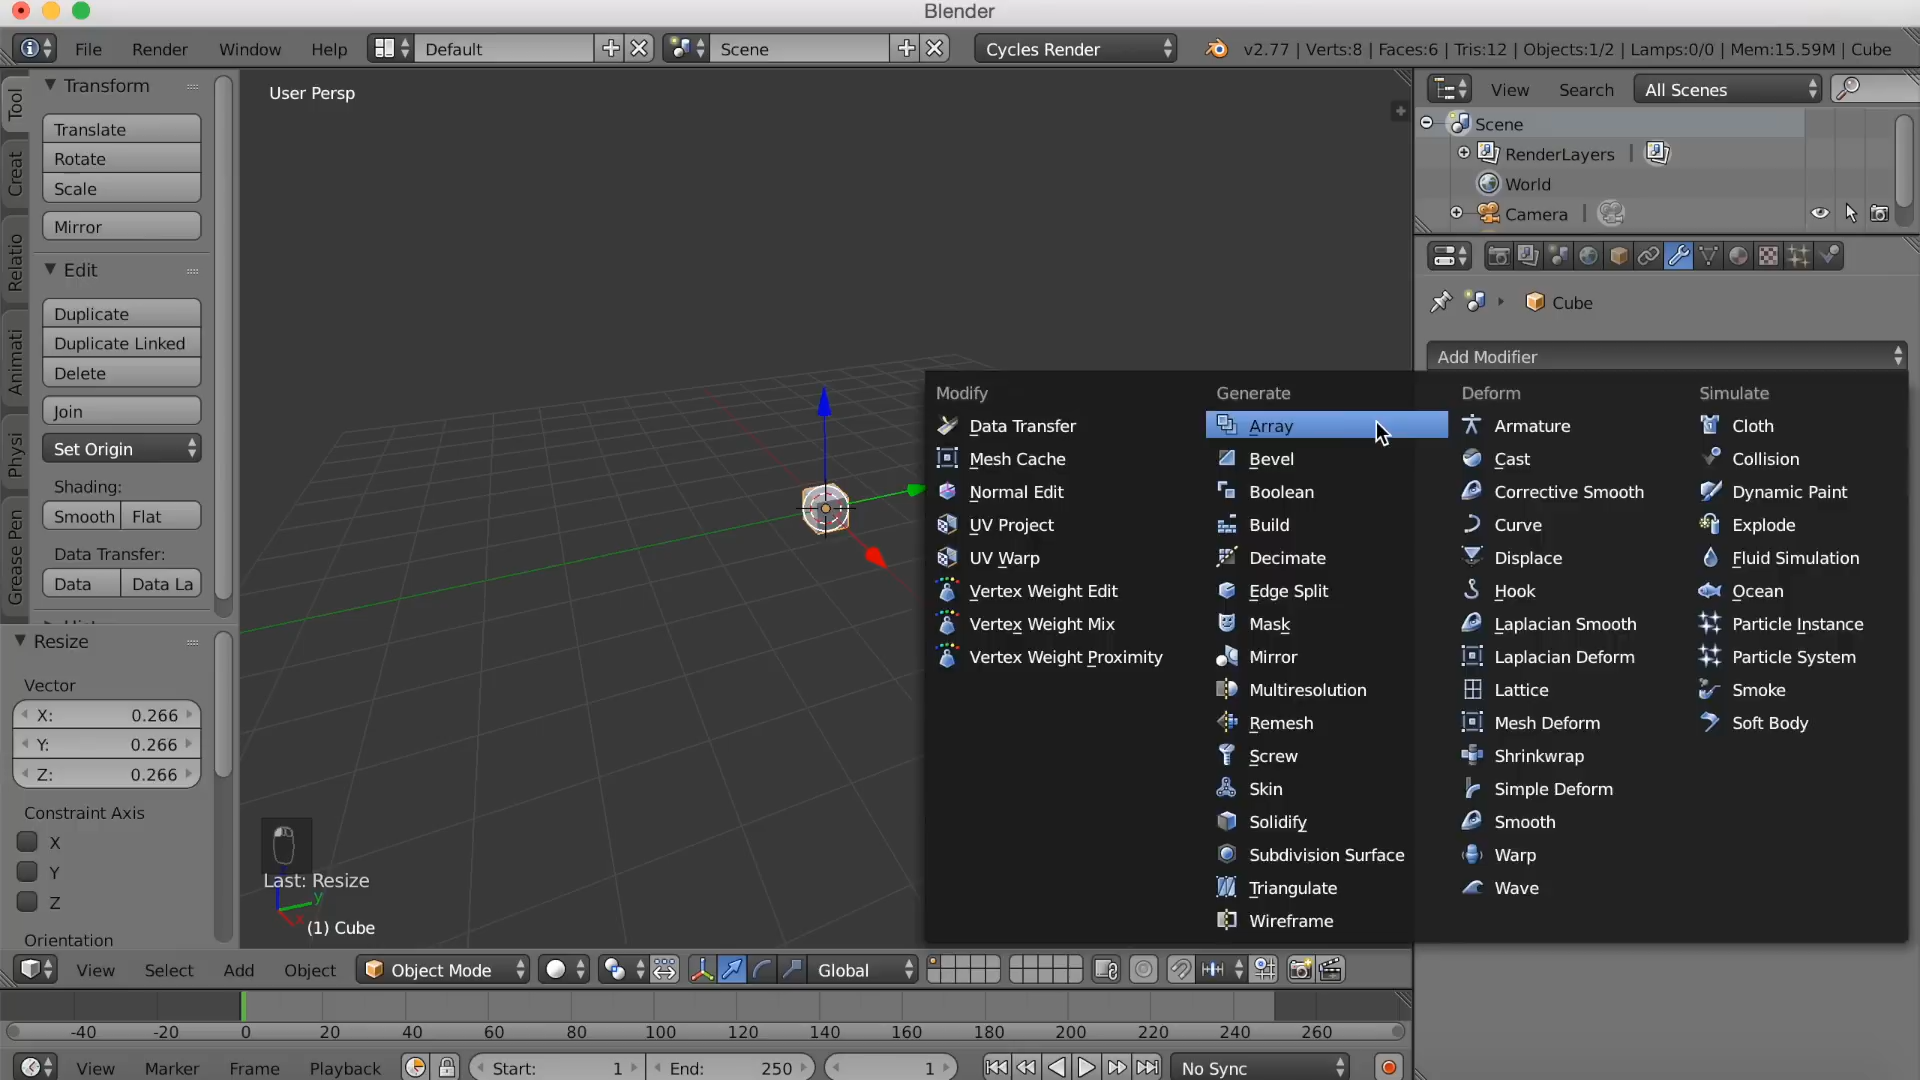 Blender
File Render Window Help Default Scene Cycles Render v2.77 | Verts:8 | Faces:6 | Tris:12 | Objects:1/2 | Lamps:0/0 | Mem:15.59M | Cube
Tool
Creat
Relatio
Animati
Physi
Grease Pen
Transform
Translate
Rotate
Scale
Mirror
Edit
Duplicate
Duplicate Linked
Delete
Join
Set Origin
Shading:
Smooth Flat
Data Transfer:
Data Data La
Resize
Vector
X: 0.266
Y: 0.266
Z: 0.266
Constraint Axis
X
Y
Z
Orientation
User Persp
Last: Resize
z
y
x
(1) Cube
View Search All Scenes
Scene
RenderLayers
World
Camera
Cube
Add Modifier
Modify
Data Transfer
Mesh Cache
Normal Edit
UV Project
UV Warp
Vertex Weight Edit
Vertex Weight Mix
Vertex Weight Proximity
Generate
Array
Bevel
Boolean
Build
Decimate
Edge Split
Mask
Mirror
Multiresolution
Remesh
Screw
Skin
Solidify
Subdivision Surface
Triangulate
Wireframe
Deform
Armature
Cast
Corrective Smooth
Curve
Displace
Hook
Laplacian Smooth
Laplacian Deform
Lattice
Mesh Deform
Shrinkwrap
Simple Deform
Smooth
Warp
Wave
Simulate
Cloth
Collision
Dynamic Paint
Explode
Fluid Simulation
Ocean
Particle Instance
Particle System
Smoke
Soft Body
View Select Add Object Object Mode Global
-40 -20 0 20 40 60 80 100 120 140 160 180 200 220 240 260
View Marker Frame Playback Start: 1 End: 250 1 No Sync